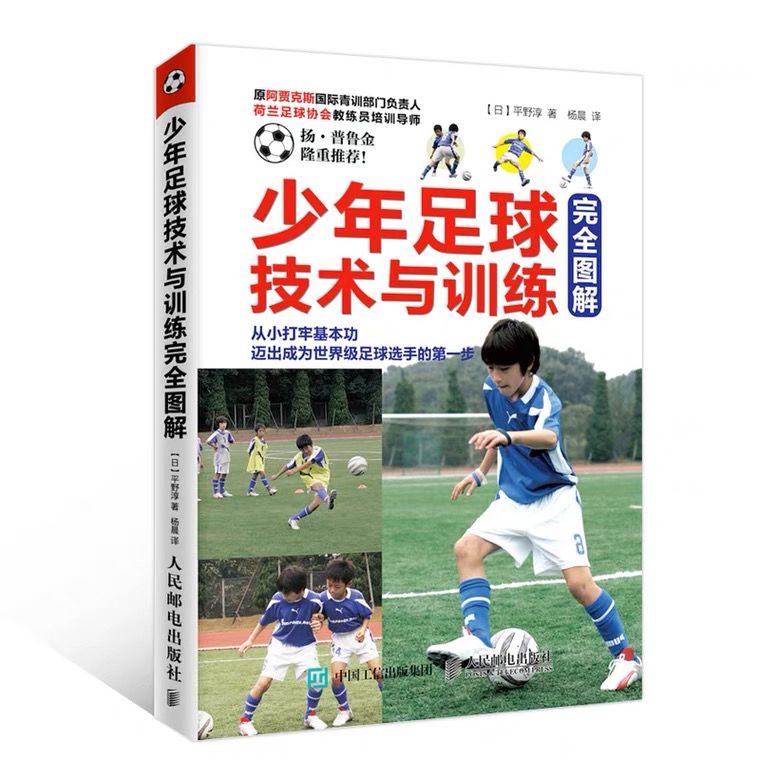 少年足球技术与训练完全图解
【日】平野淳 著 杨晨 译
人民邮电出版社
原阿贾克斯国际青训部门负责人
荷兰足球协会教练员培训导师
扬·普鲁金
隆重推荐!
【日】平野淳 著 杨晨 译
少年足球
技术与训练
完全图解
从小打牢基本功
迈出成为世界级足球选手的第一步
8
中国工信出版集团
人民邮电出版社
POSTS & TELECOM PRESS